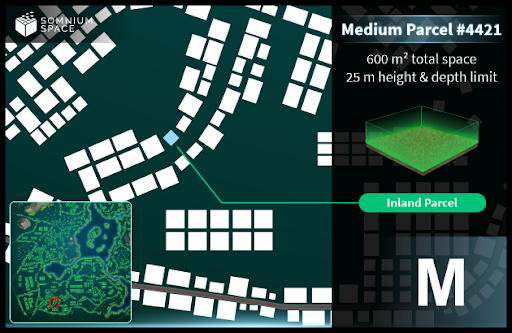 SOMNIUM
SPACE
Medium Parcel #4421
600 m² total space
25 m height & depth limit
Inland Parcel
M